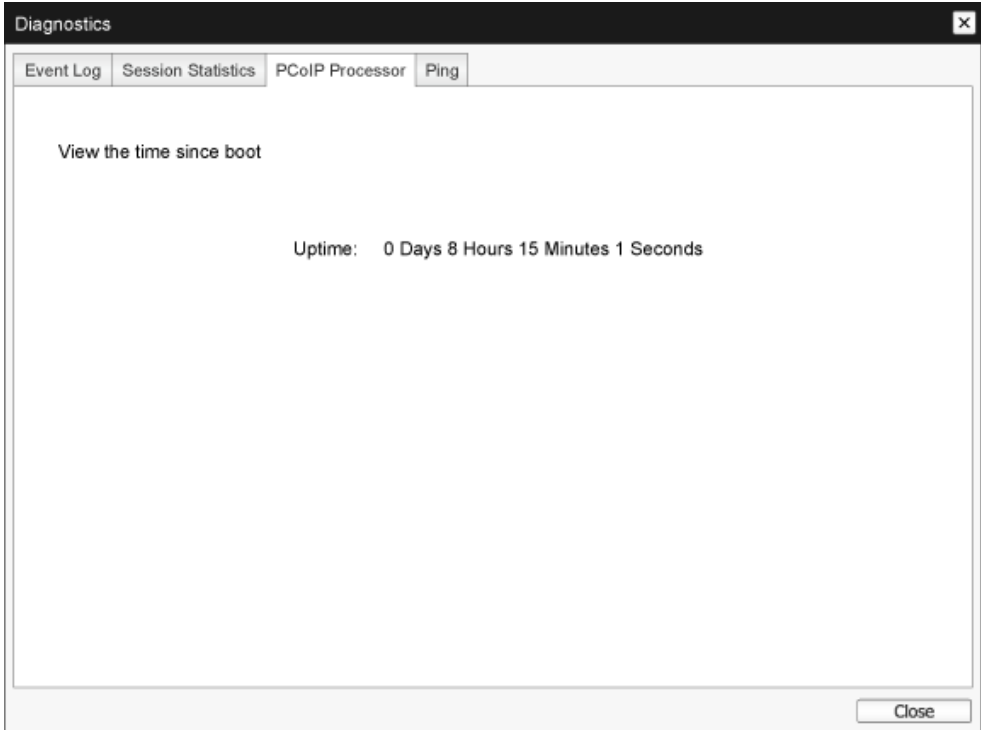 Diagnostics
Event Log Session Statistics PCoIP Processor Ping
View the time since boot
Uptime: 0 Days 8 Hours 15 Minutes 1 Seconds
Close